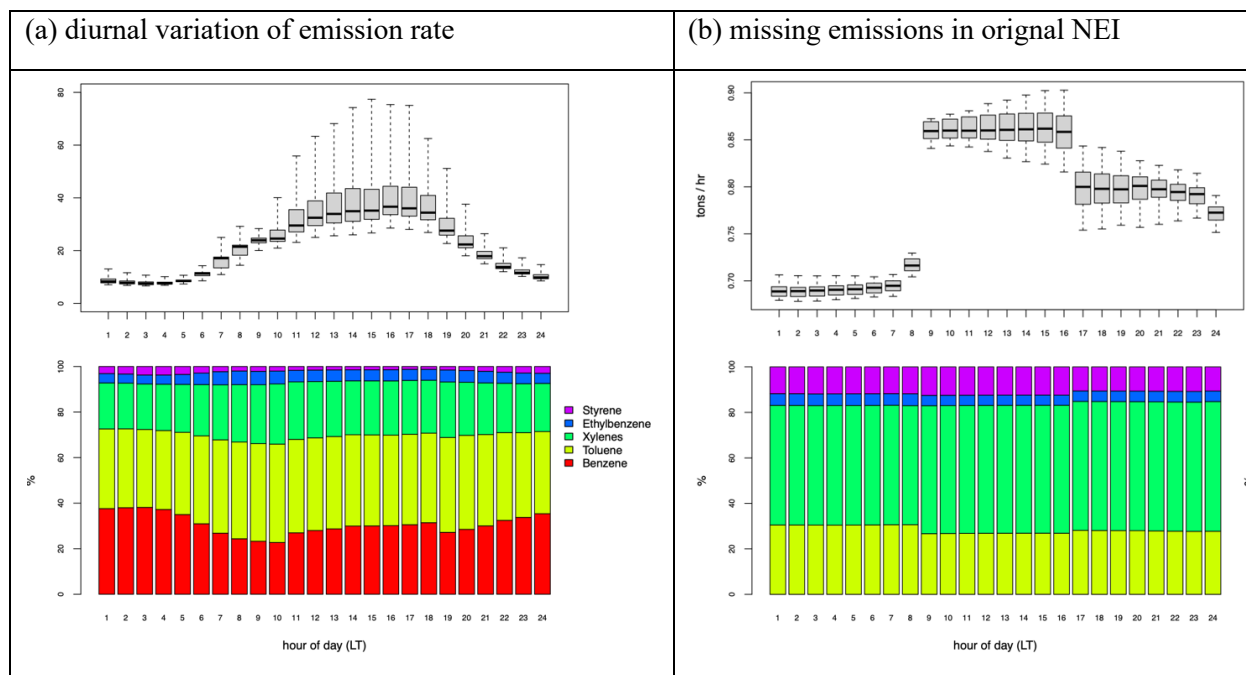 (a) diurnal variation of emission rate
80
60
40
20
0
1 2 3 4 5 6 7 8 9 10 11 12 13 14 15 16 17 18 19 20 21 22 23 24
100
80
60
40
20
0
%
1 2 3 4 5 6 7 8 9 10 11 12 13 14 15 16 17 18 19 20 21 22 23 24
hour of day (LT)
Styrene
Ethylbenzene
Xylenes
Toluene
Benzene
(b) missing emissions in orignal NEI
tons / hr
0.90
0.85
0.80
0.75
0.70
1 2 3 4 5 6 7 8 9 10 11 12 13 14 15 16 17 18 19 20 21 22 23 24
100
80
60
40
20
0
%
1 2 3 4 5 6 7 8 9 10 11 12 13 14 15 16 17 18 19 20 21 22 23 24
hour of day (LT)
%